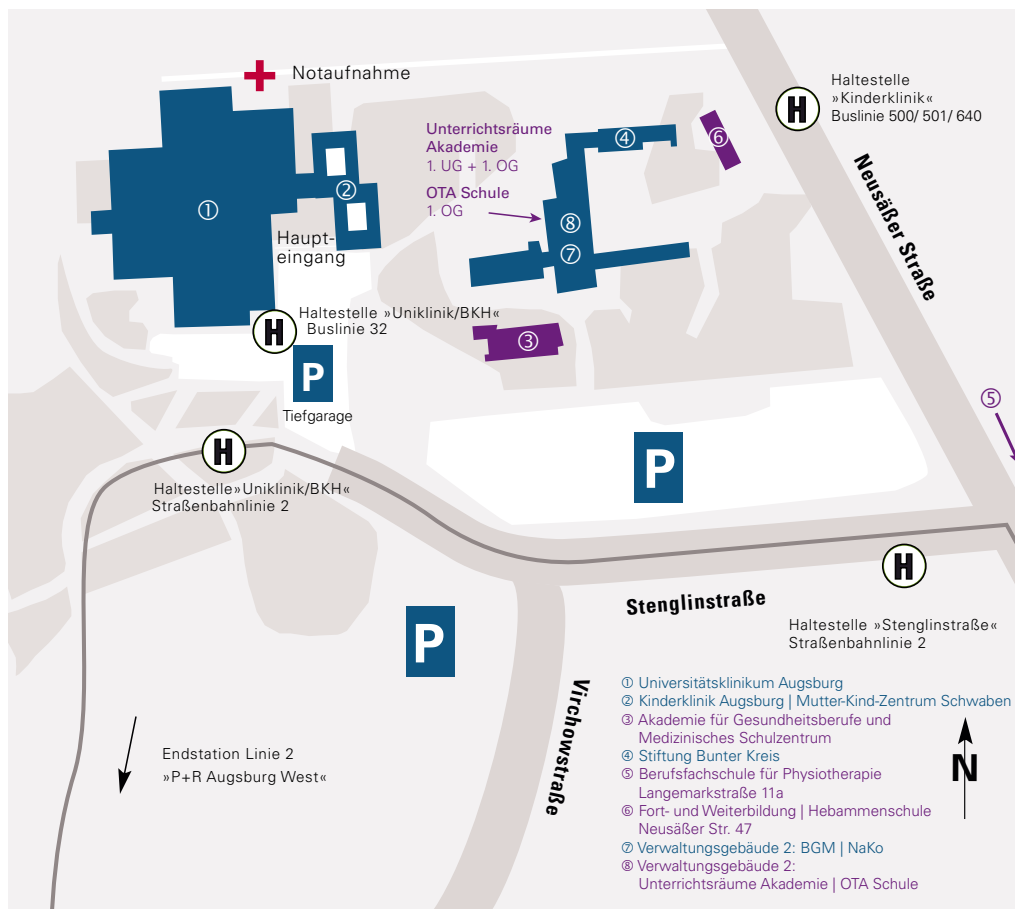 Notaufnahme
Haltestelle
»Kinderklinik«
Buslinie 500/ 501/ 640
H
Unterrichtsräume
Akademie
1. UG + 1. OG
OTA Schule
1. OG
④
⑥
②
①
⑧
⑦
Haupt-
eingang
Neusäßer Straße
Haltestelle »Uniklinik/BKH«
Buslinie 32
H
③
P
Tiefgarage
⑤
H
P
Haltestelle»Uniklinik/BKH«
Straßenbahnlinie 2
H
Stenglinstraße
Haltestelle »Stenglinstraße«
Straßenbahnlinie 2
P
Virchowstraße
① Universitätsklinikum Augsburg
② Kinderklinik Augsburg | Mutter-Kind-Zentrum Schwaben
③ Akademie für Gesundheitsberufe und
Medizinisches Schulzentrum
④ Stiftung Bunter Kreis
⑤ Berufsfachschule für Physiotherapie
Langemarkstraße 11a
⑥ Fort- und Weiterbildung | Hebammenschule
Neusäßer Str. 47
⑦ Verwaltungsgebäude 2: BGM | NaKo
⑧ Verwaltungsgebäude 2:
Unterrichtsräume Akademie | OTA Schule
N
Endstation Linie 2
»P+R Augsburg West«